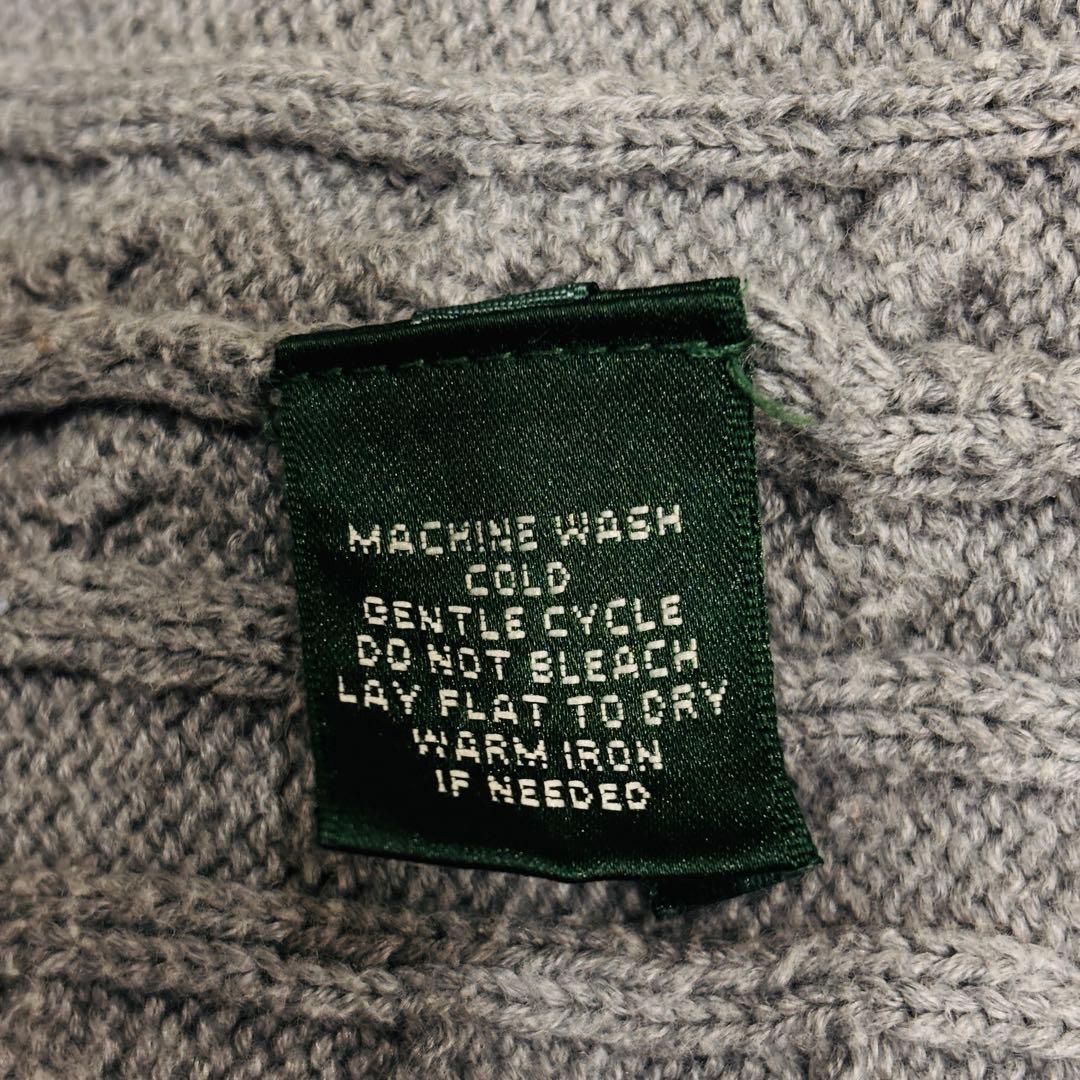 MACHINE WASH
COLD
GENTLE CYCLE
DO NOT BLEACH
LAY FLAT TO DRY
WARM IRON
IF NEEDED